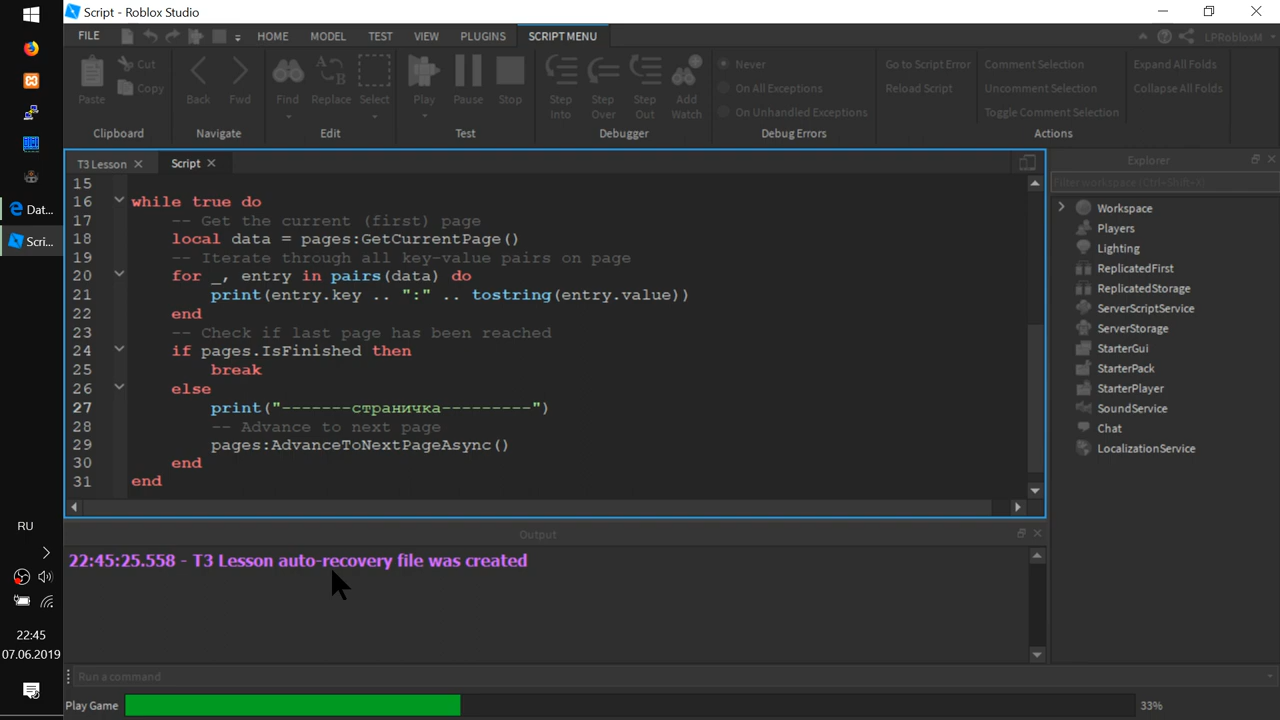 Script - Roblox Studio
FILE
HOME
MODEL
TEST
VIEW
PLUGINS
SCRIPT MENU
LPRobloxM
Paste
Cut
Copy
Clipboard
Back
Fwd
Navigate
Find
Replace
Select
Edit
Play
Pause
Stop
Test
Step Into
Step Over
Step Out
Add Watch
Debugger
Never
On All Exceptions
On Unhandled Exceptions
Debug Errors
Go to Script Error
Reload Script
Comment Selection
Uncomment Selection
Toggle Comment Selection
Expand All Folds
Collapse All Folds
Actions
T3 Lesson
Script
15
16 while true do
17 -- Get the current (first) page
18 local data = pages:GetCurrentPage()
19 -- Iterate through all key-value pairs on page
20 for _, entry in pairs(data) do
21 print(entry.key .. ":" .. tostring(entry.value))
22 end
23 -- Check if last page has been reached
24 if pages.IsFinished then
25 break
26 else
27 print("-------страничка---------")
28 -- Advance to next page
29 pages:AdvanceToNextPageAsync()
30 end
31 end
Explorer
Filter workspace (Ctrl+Shift+X)
Workspace
Players
Lighting
ReplicatedFirst
ReplicatedStorage
ServerScriptService
ServerStorage
StarterGui
StarterPack
StarterPlayer
SoundService
Chat
LocalizationService
Output
22:45:25.558 - T3 Lesson auto-recovery file was created
Run a command
Play Game
33%
Dat...
Scri...
RU
22:45
07.06.2019